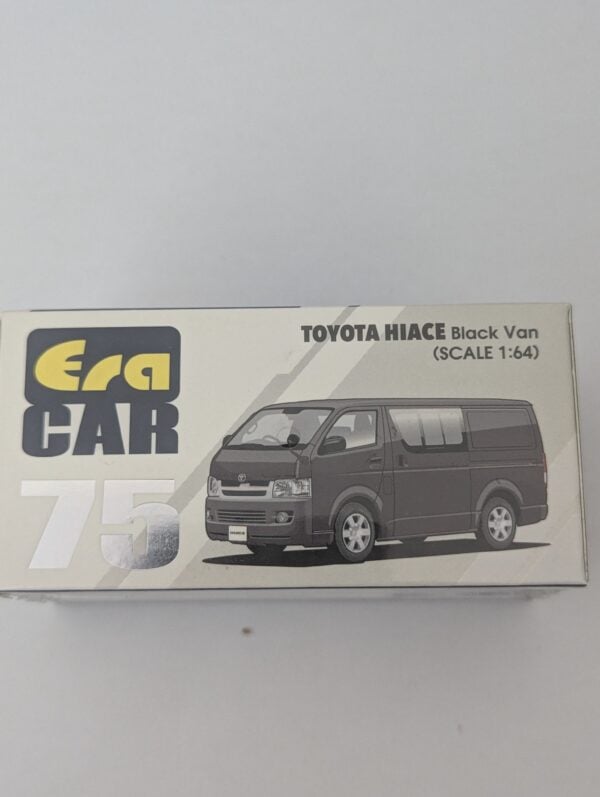 Era
CAR
75
TOYOTA HIACE Black Van
(SCALE 1:64)